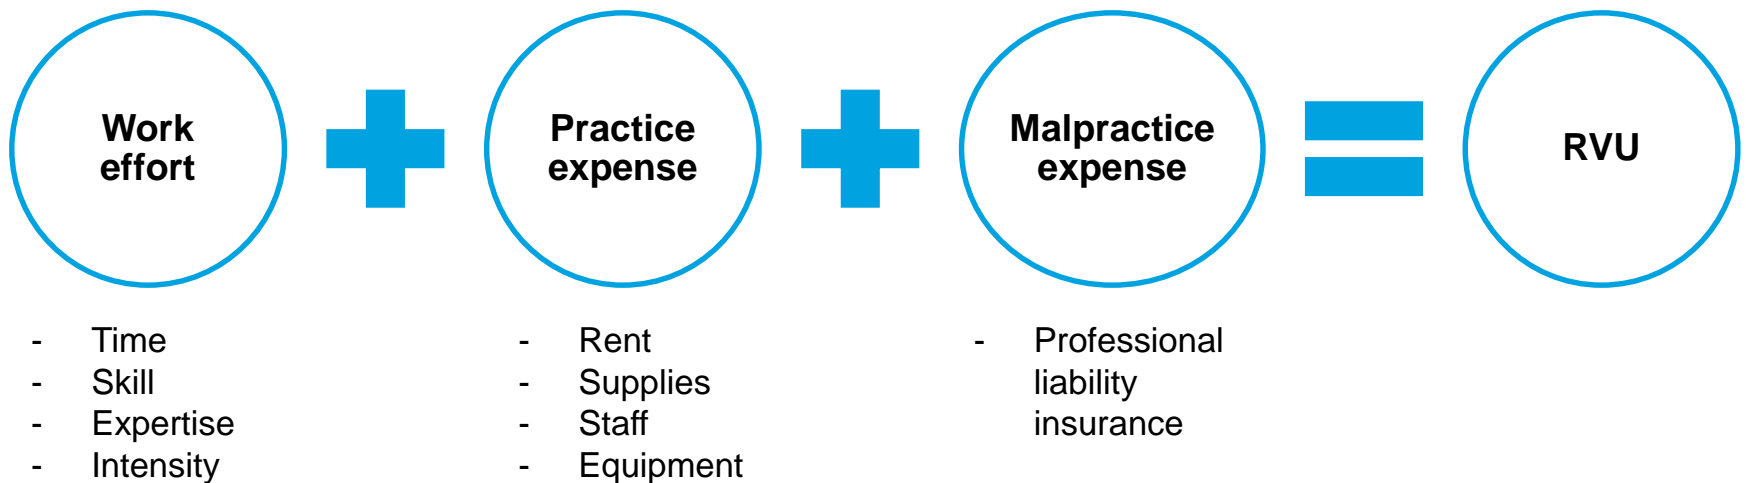 Work
effort
Practice
expense
Malpractice
expense
RVU
- Time
- Skill
- Expertise
- Intensity
- Rent
- Supplies
- Staff
- Equipment
- Professional
liability
insurance